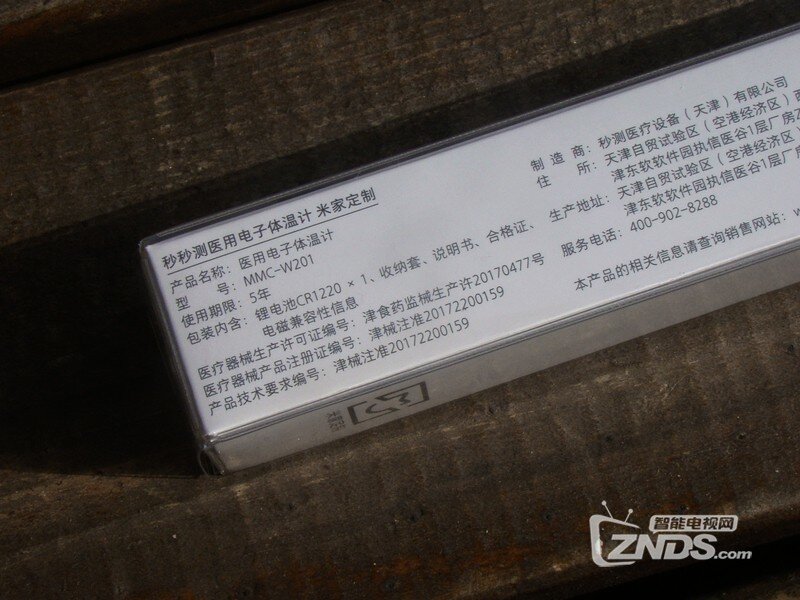 秒秒测医用电子体温计 米家定制
产品名称：医用电子体温计
型 号：MMC-W201
使用期限：5年
包装内含：锂电池CR1220 × 1、收纳套、说明书、合格证、
电磁兼容性信息
医疗器械生产许可证编号：津食药监械生产许20170477号
医疗器械产品注册证编号：津械注准20172200159
产品技术要求编号：津械注准20172200159
制 造 商：秒测医疗设备（天津）有限公司
住 所：天津自贸试验区（空港经济区）西
津东软软件园执信医谷1层厂房2
生产地址：天津自贸试验区（空港经济区）
津东软软件园执信医谷1层厂房
服务电话：400-902-8288
本产品的相关信息请查询销售网站：w
智能电视网
ZNDS.com